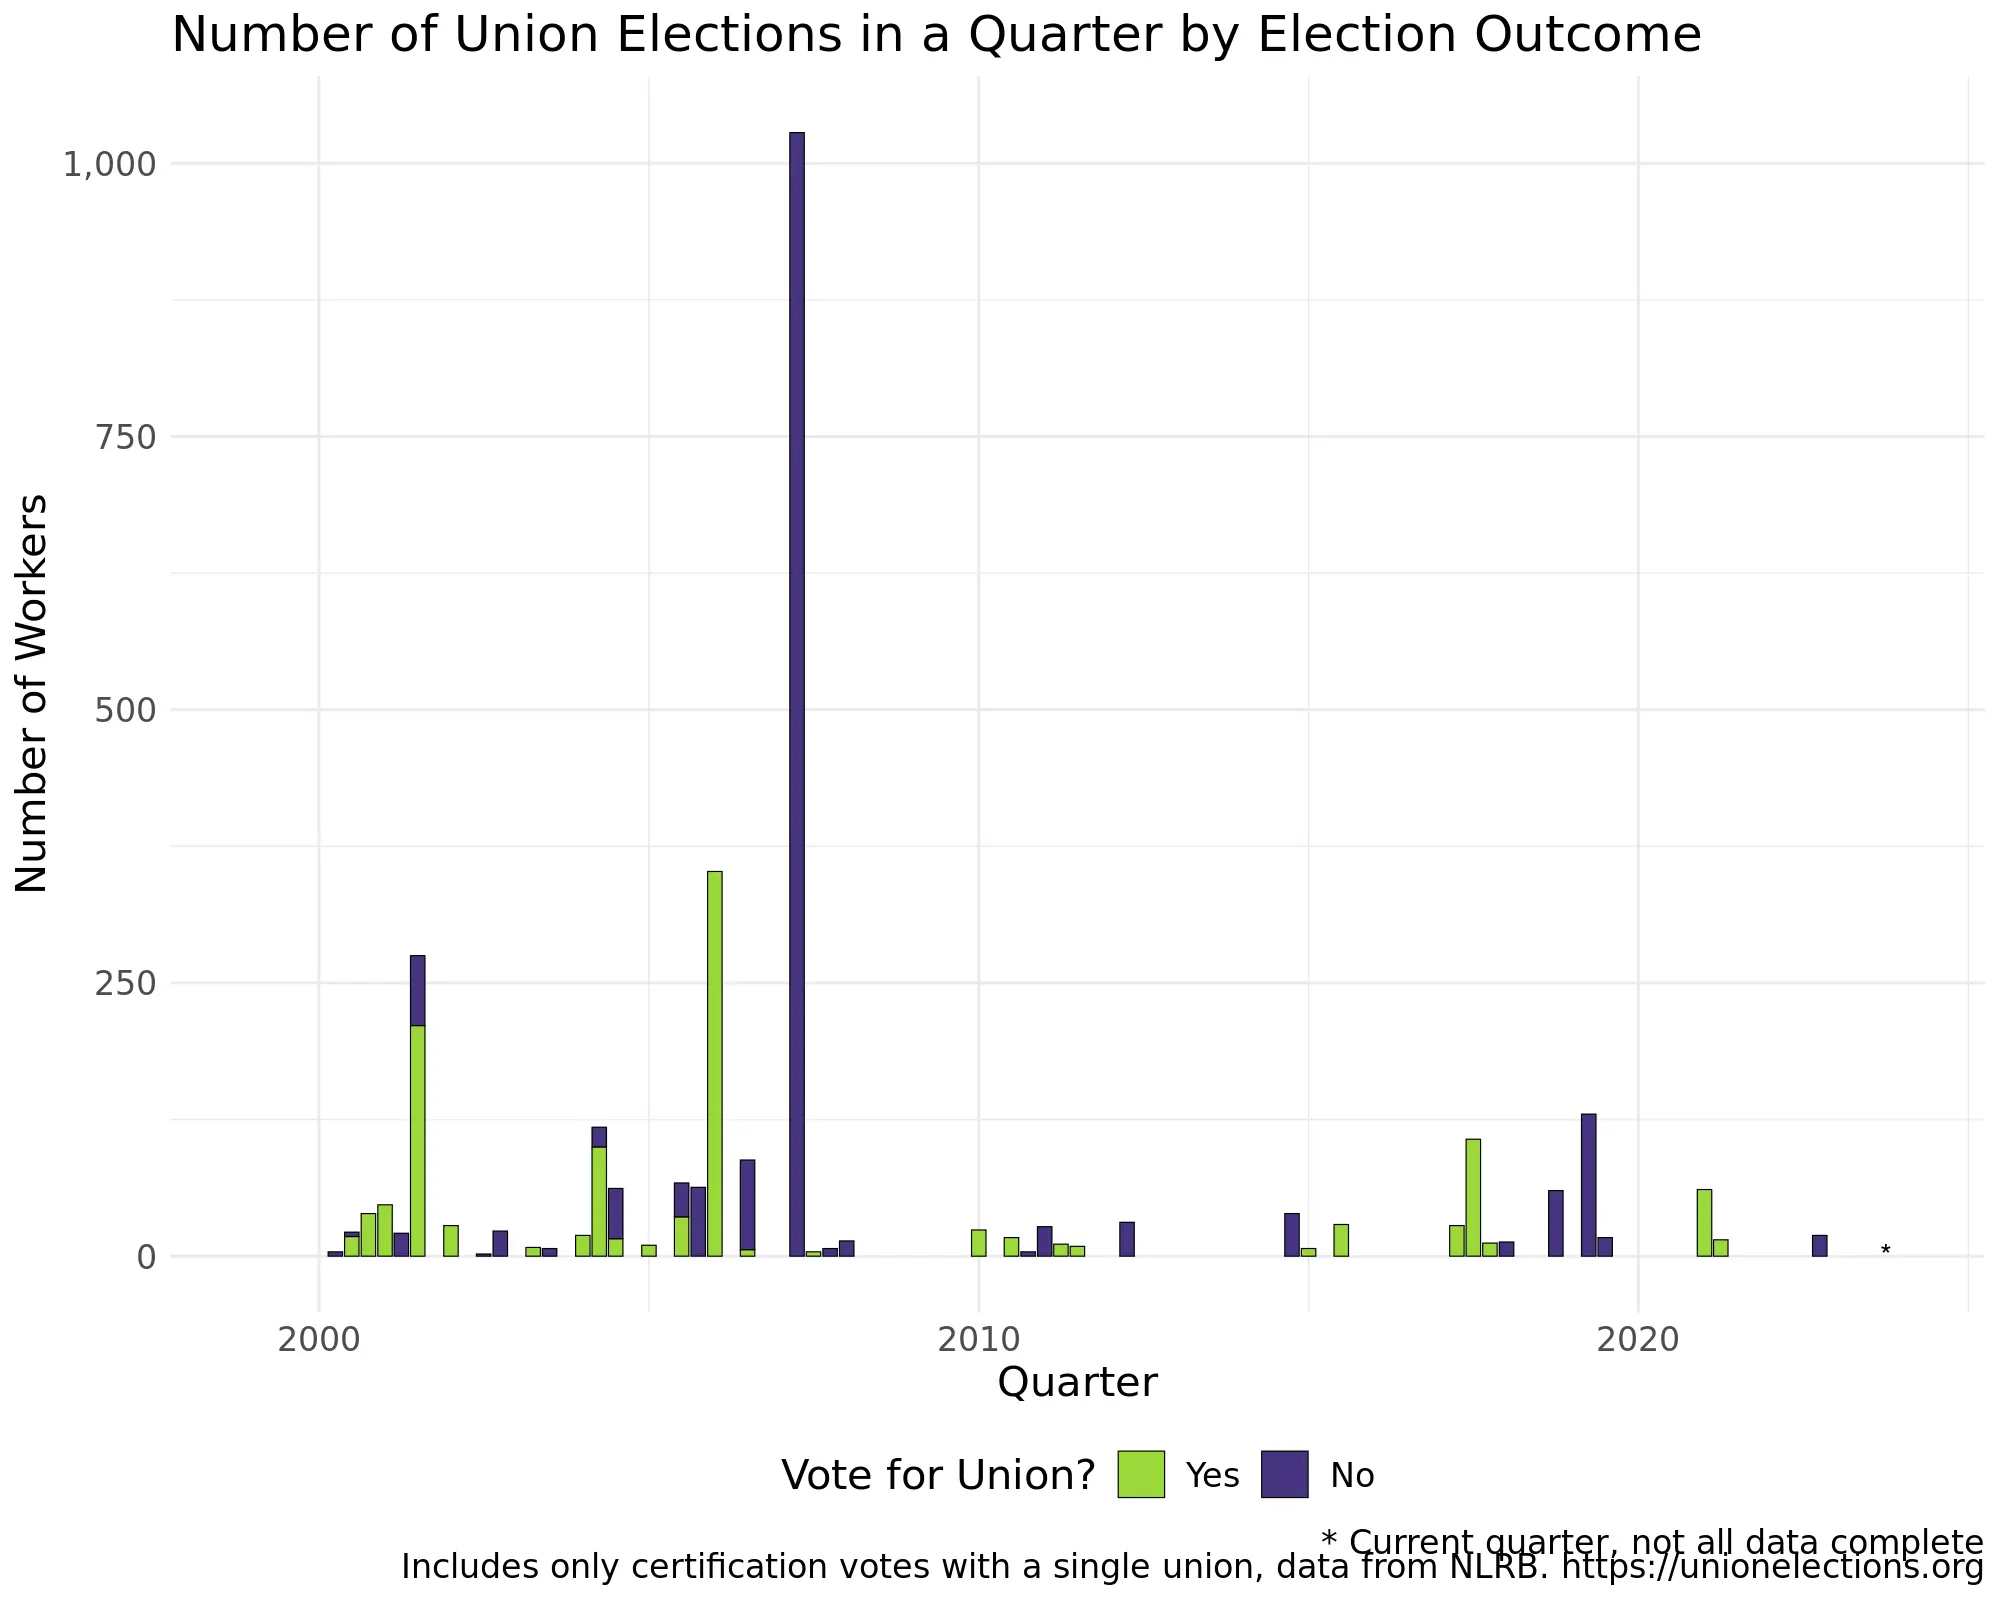 Number of Union Elections in a Quarter by Election Outcome
1,000
750
500
250
0
Number of Workers
*
2000 2010 2020
Quarter
Vote for Union? Yes No
* Current quarter, not all data complete
Includes only certification votes with a single union, data from NLRB. https://unionelections.org